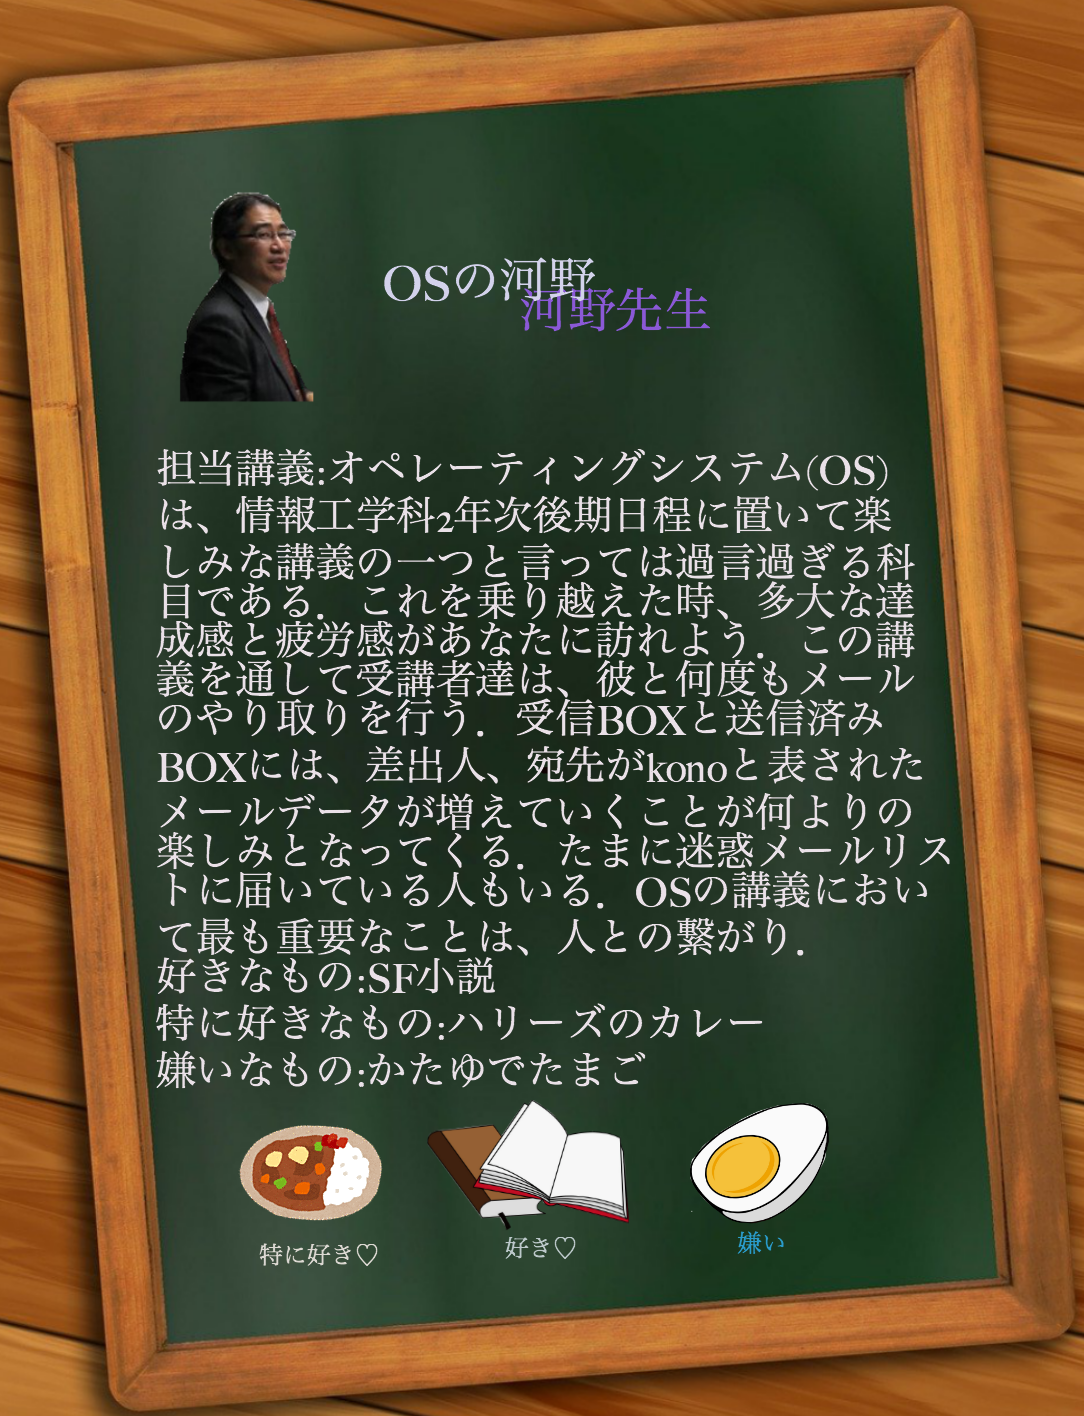 OSの河野
河野先生
担当講義:オペレーティングシステム(OS)
は、情報工学科2年次後期日程に置いて楽
しみな講義の一つと言っては過言過ぎる科
目である．これを乗り越えた時、多大な達
成感と疲労感があなたに訪れよう．この講
義を通して受講者達は、彼と何度もメール
のやり取りを行う．受信BOXと送信済み
BOXには、差出人、宛先がkonoと表された
メールデータが増えていくことが何よりの
楽しみとなってくる．たまに迷惑メールリス
トに届いている人もいる．OSの講義におい
て最も重要なことは、人との繋がり．
好きなもの:SF小説
特に好きなもの:ハリーズのカレー
嫌いなもの:かたゆでたまご
特に好き♡
好き♡
嫌い